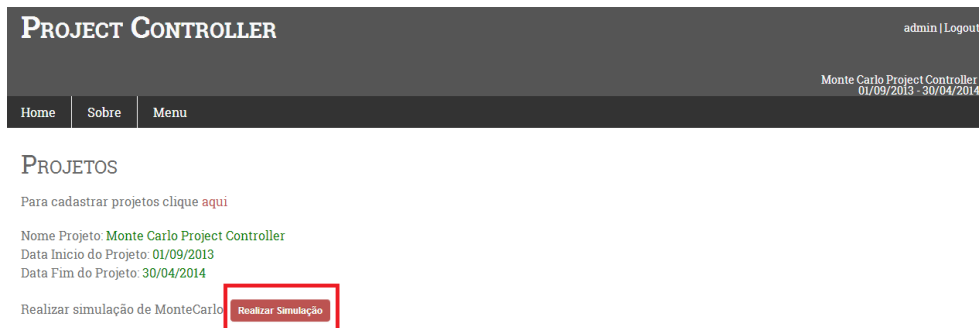 PROJECT CONTROLLER
admin | Logout
Monte Carlo Project Controller
01/09/2013 - 30/04/2014
Home Sobre Menu
PROJETOS
Para cadastrar projetos clique aqui
Nome Projeto: Monte Carlo Project Controller
Data Inicio do Projeto: 01/09/2013
Data Fim do Projeto: 30/04/2014
Realizar simulação de MonteCarlo Realizar Simulação